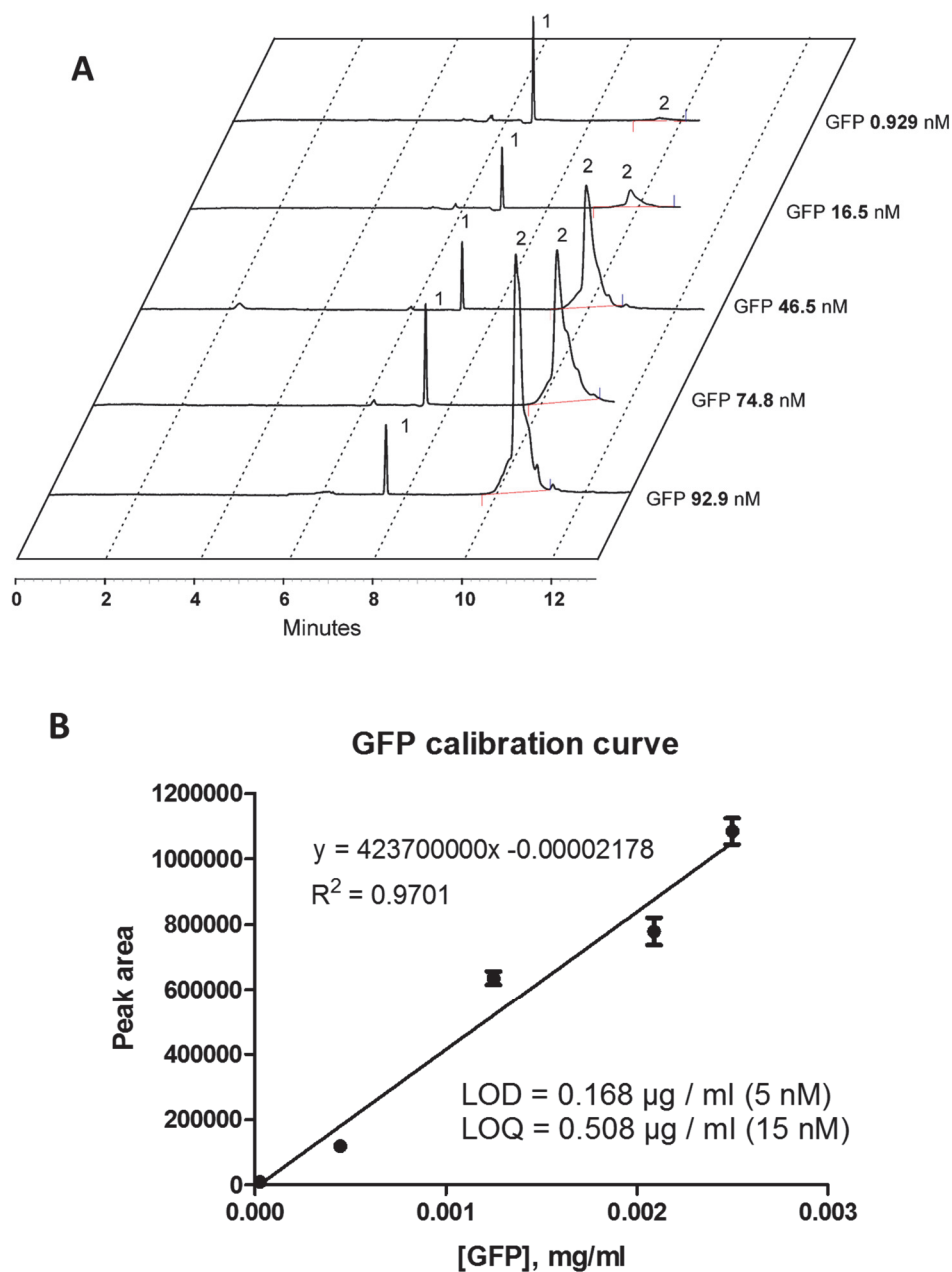 A
1
2
GFP 0.929 nM
1
2
2
GFP 16.5 nM
1
2
2
GFP 46.5 nM
1
GFP 74.8 nM
1
GFP 92.9 nM
0 2 4 6 8 10 12
Minutes
B
GFP calibration curve
1200000
y = 423700000x -0.00002178
1000000
R² = 0.9701
800000
Peak area
600000
400000
LOD = 0.168 µg / ml (5 nM)
200000
LOQ = 0.508 µg / ml (15 nM)
0
0.000 0.001 0.002 0.003
[GFP], mg/ml